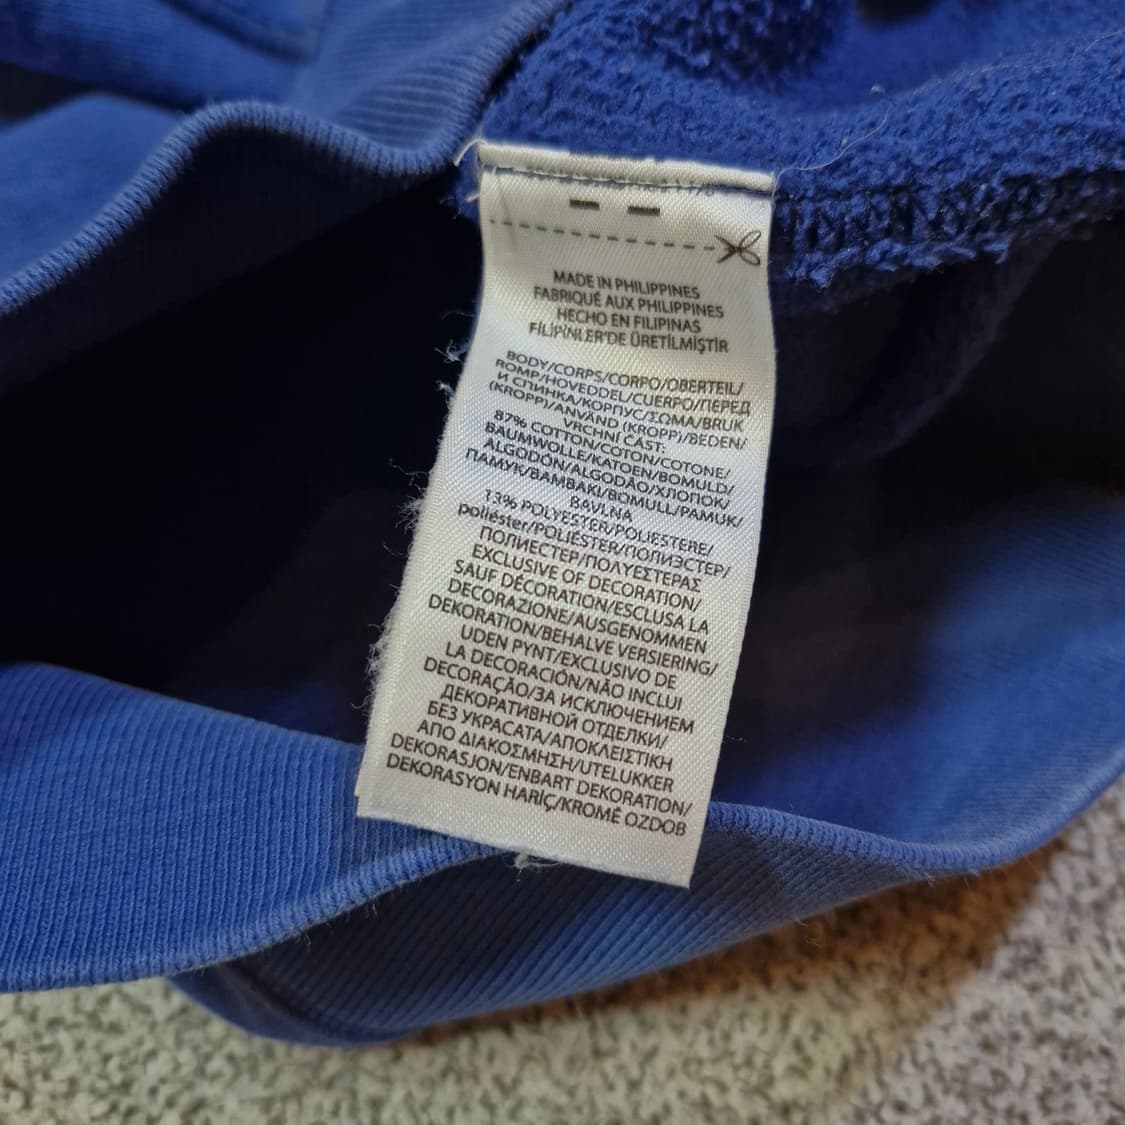 MADE IN PHILIPPINES
FABRIQUÉ AUX PHILIPPINES
HECHO EN FILIPINAS
FİLİPİNLER'DE ÜRETİLMİŞTİR
BODY/CORPS/CORPO/OBERTEIL/
ROMP/HOVEDDEL/CUERPO/ПЕРЕД
И СПИНКА/КОРПУС/ΣΩΜΑ/BRUK
(KROPP)/ANVÄND (KROPP)/BEDEN/
VRCHNÍ ČÁST:
87% COTTON/COTON/COTONE/
BAUMWOLLE/KATOEN/BOMULD/
ALGODÓN/ALGODÃO/ХЛОПОК/
ПАМУК/BAMBAKI/BOMULL/PAMUK/
BAVLNA
13% POLYESTER/POLIESTERE/
poliéster/POLIÉSTER/ПОЛИЭСТЕР/
ПОЛИЕСТЕР/ΠΟΛΥΕΣΤΕΡΑΣ
EXCLUSIVE OF DECORATION/
SAUF DÉCORATION/ESCLUSA LA
DECORAZIONE/AUSGENOMMEN
DEKORATION/BEHALVE VERSIERING/
UDEN PYNT/EXCLUSIVO DE
LA DECORACIÓN/NÃO INCLUI
DECORAÇÃO/ЗА ИСКЛЮЧЕНИЕМ
ДЕКОРАТИВНОЙ ОТДЕЛКИ/
БЕЗ УКРАСАТА/ΑΠΟΚΛΕΙΣΤΙΚΗ
ΑΠΟ ΔΙΑΚΟΣΜΗΣΗ/UTELUKKER
DEKORASJON/ENBART DEKORATION/
DEKORASYON HARİÇ/KROMĚ OZDOB